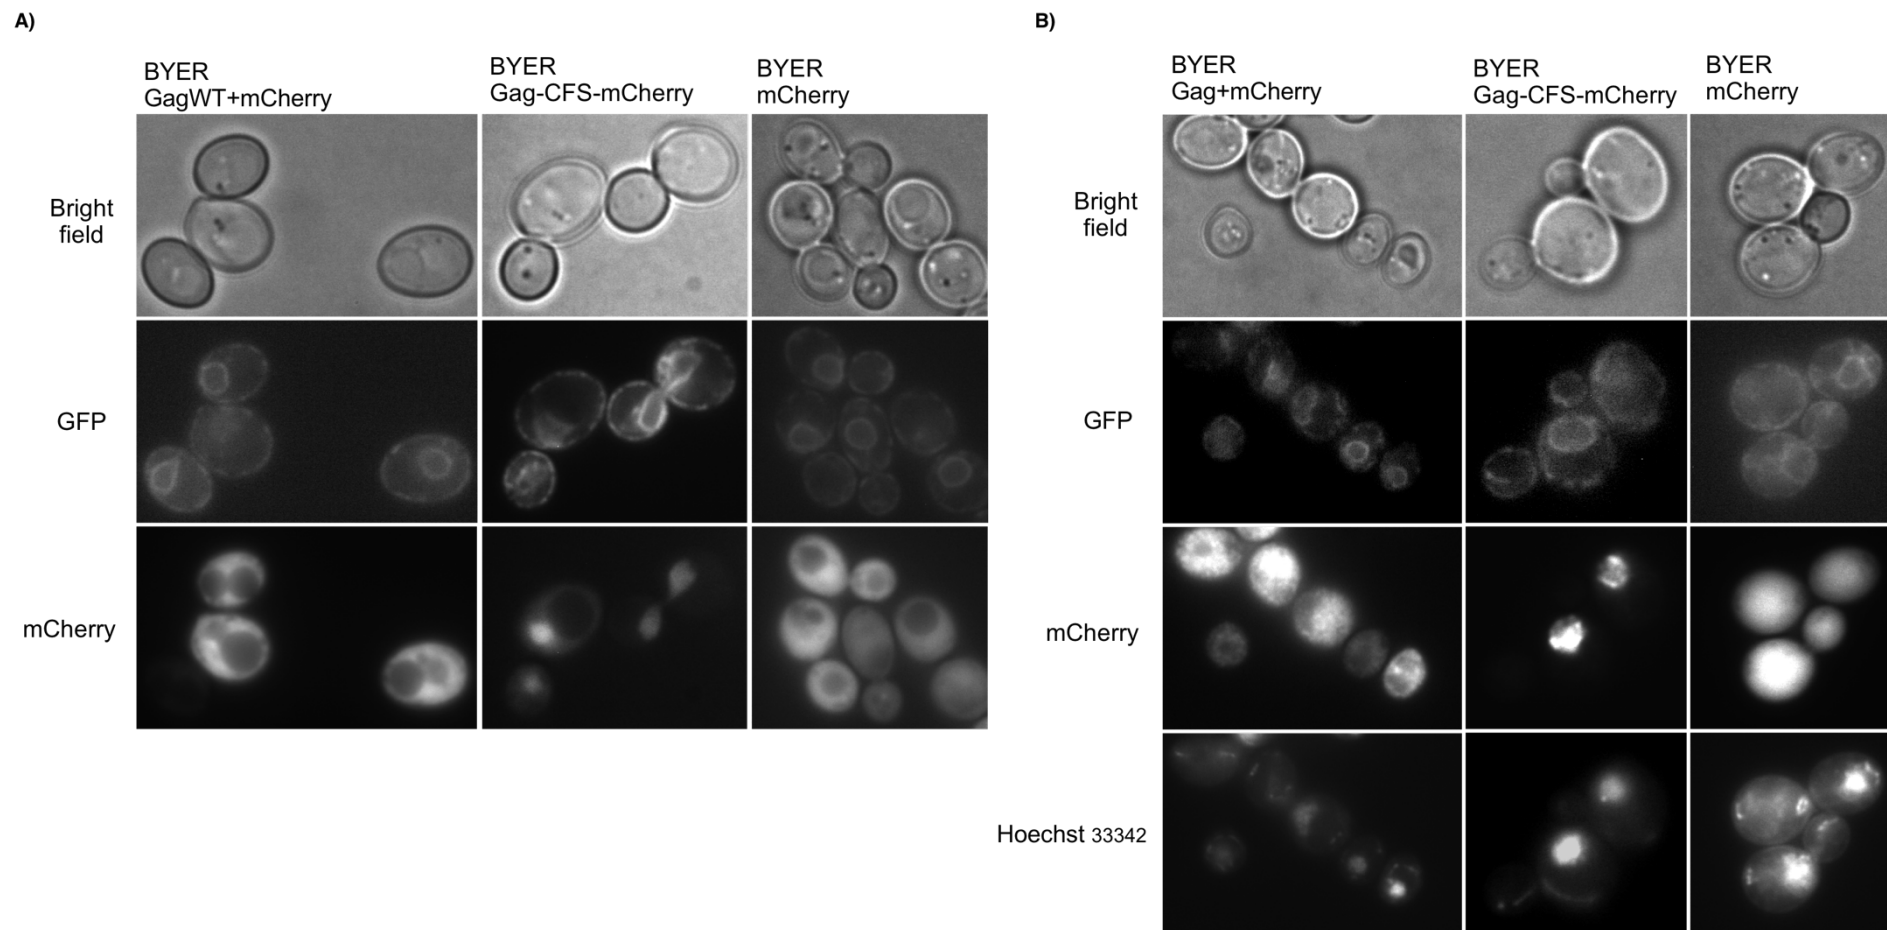 A)
BYER
GagWT+mCherry
BYER
Gag-CFS-mCherry
BYER
mCherry
Bright
field
GFP
mCherry
B)
BYER
Gag+mCherry
BYER
Gag-CFS-mCherry
BYER
mCherry
Bright
field
GFP
mCherry
Hoechst 33342